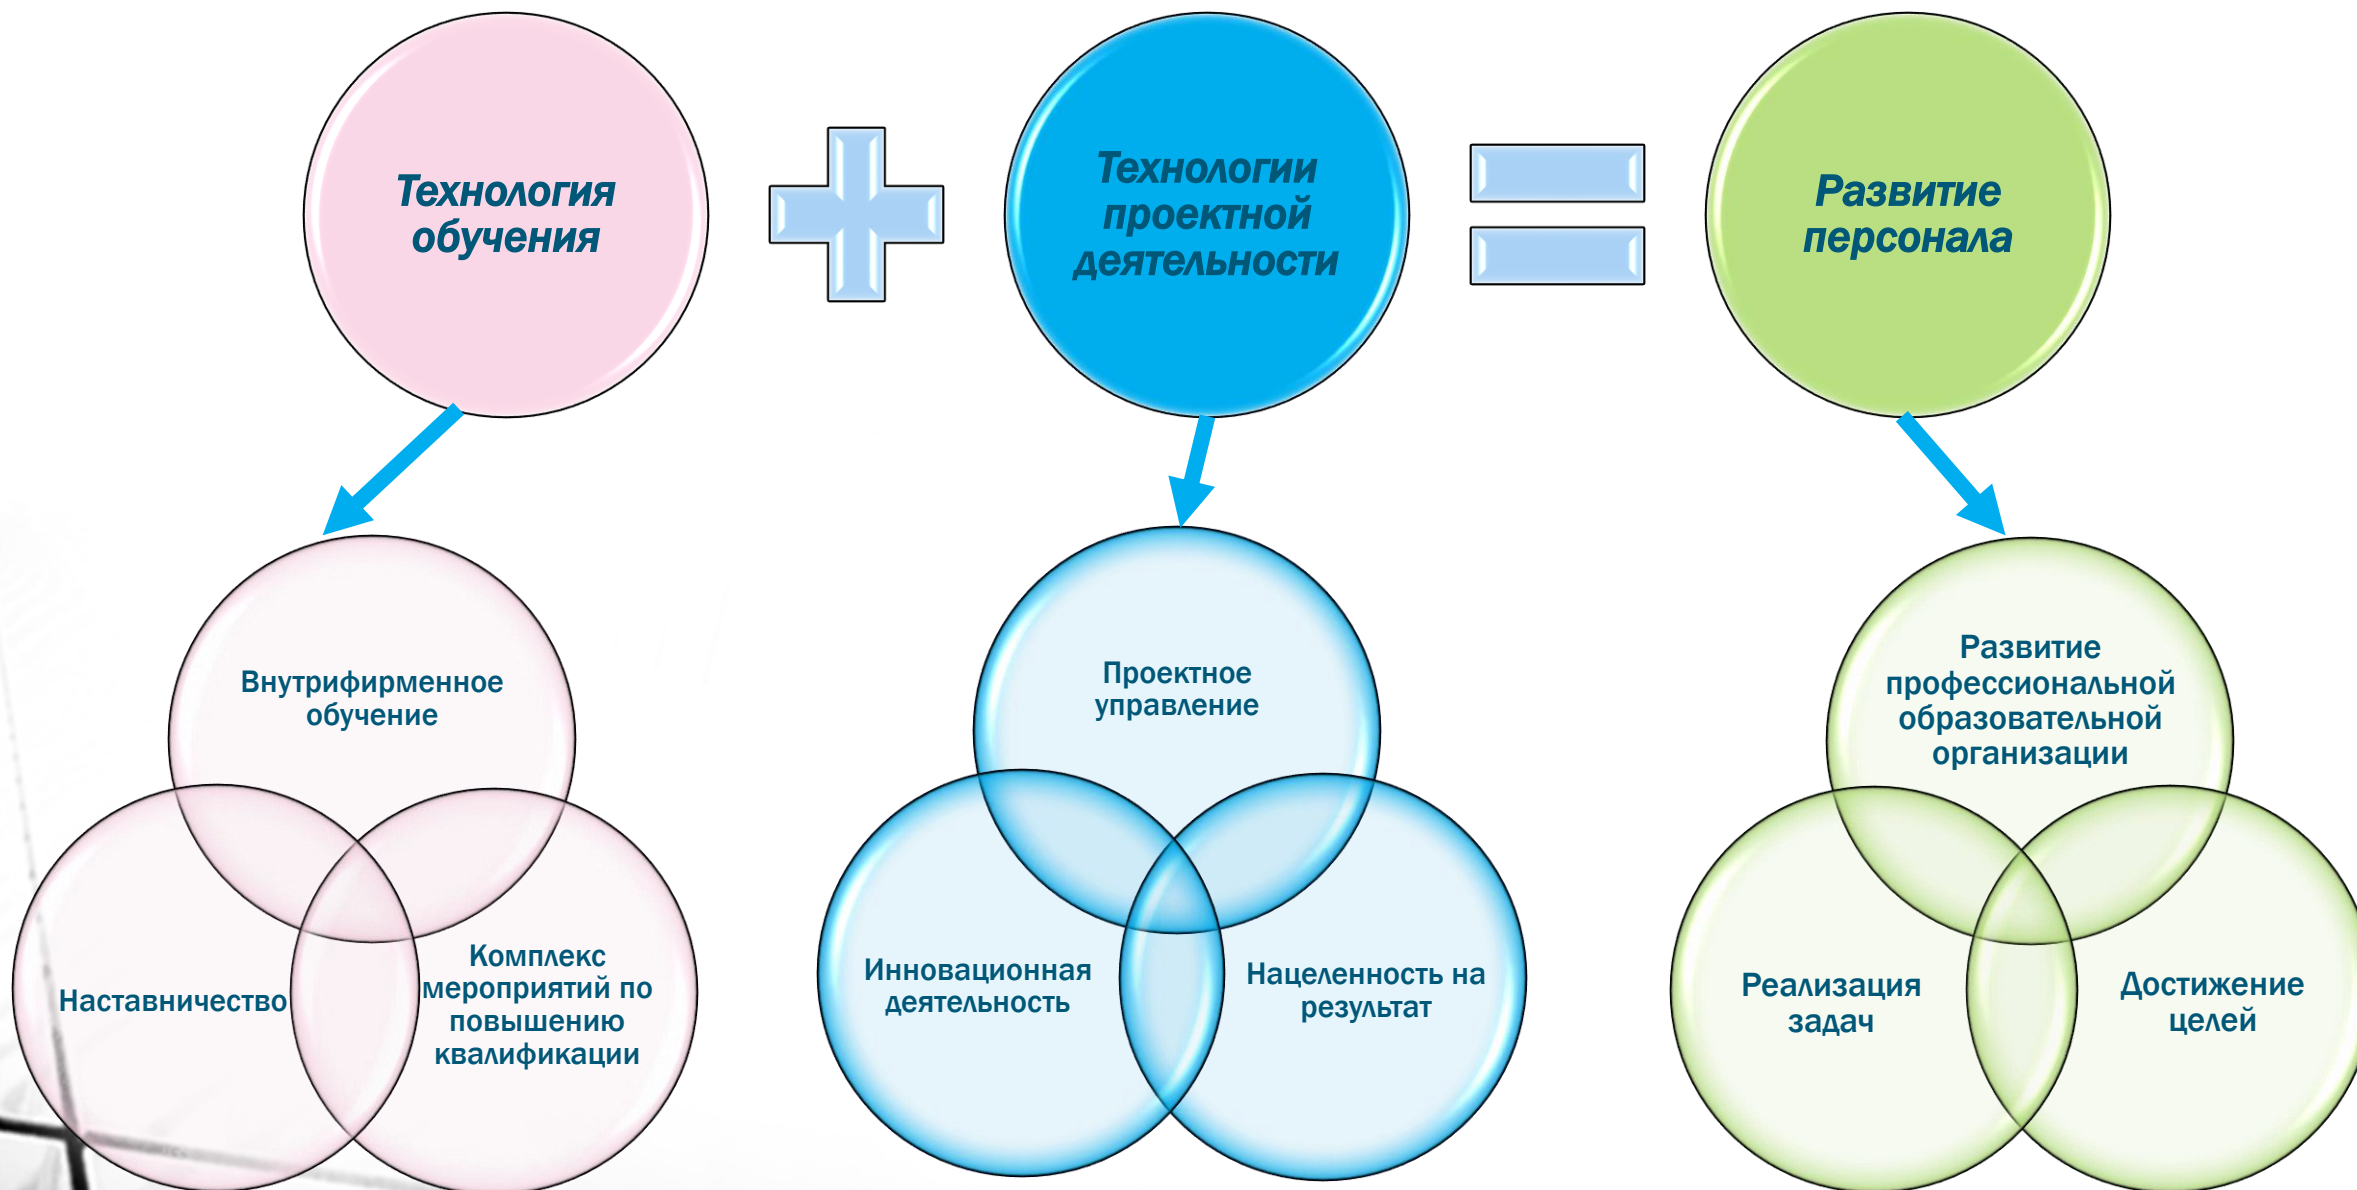 Технология
обучения
Технологии
проектной
деятельности
Развитие
персонала
Внутрифирменное
обучение
Наставничество
Комплекс
мероприятий по
повышению
квалификации
Проектное
управление
Инновационная
деятельность
Нацеленность на
результат
Развитие
профессиональной
образовательной
организации
Реализация
задач
Достижение
целей